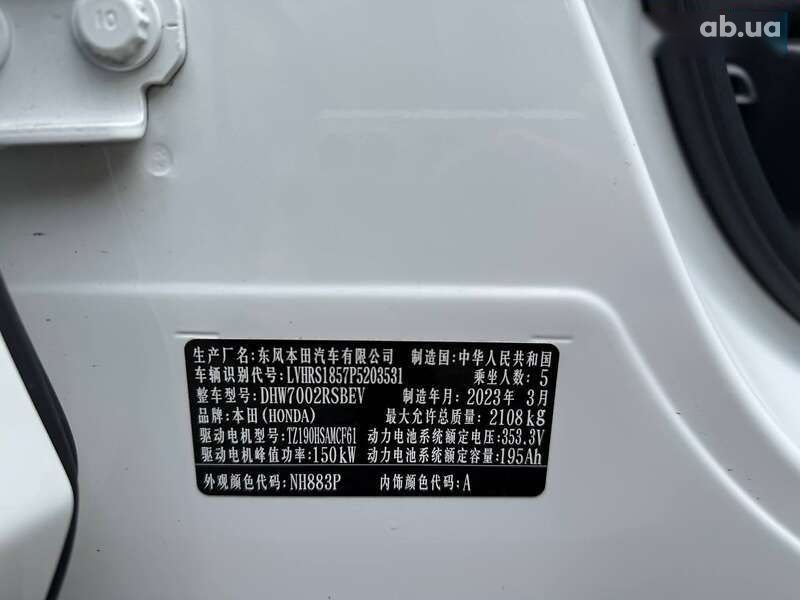 10
ab.ua
生产厂名:东风本田汽车有限公司 制造国:中华人民共和国
车辆识别代号:LVHRS1857P5203531 乘坐人数:5
整车型号:DHW7002RSBEV 制造年月:2023年 3月
品牌:本田(HONDA) 最大允许总质量:2108kg
驱动电机型号:TZ190HSAMCF61 动力电池系统额定电压:353.3V
驱动电机峰值功率:150kW 动力电池系统额定容量:195Ah
外观颜色代码:NH883P 内饰颜色代码:A